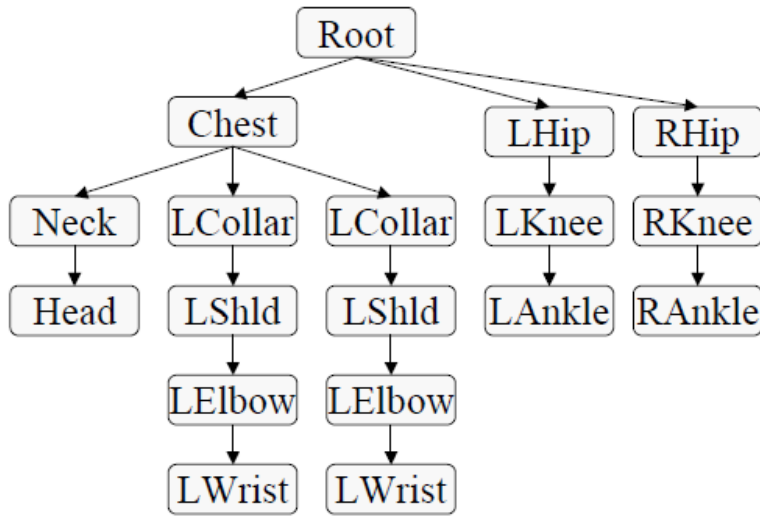 Root
Chest
LHip
RHip
Neck
LCollar
LCollar
LKnee
RKnee
Head
LShld
LShld
LAnkle
RAnkle
LElbow
LElbow
LWrist
LWrist